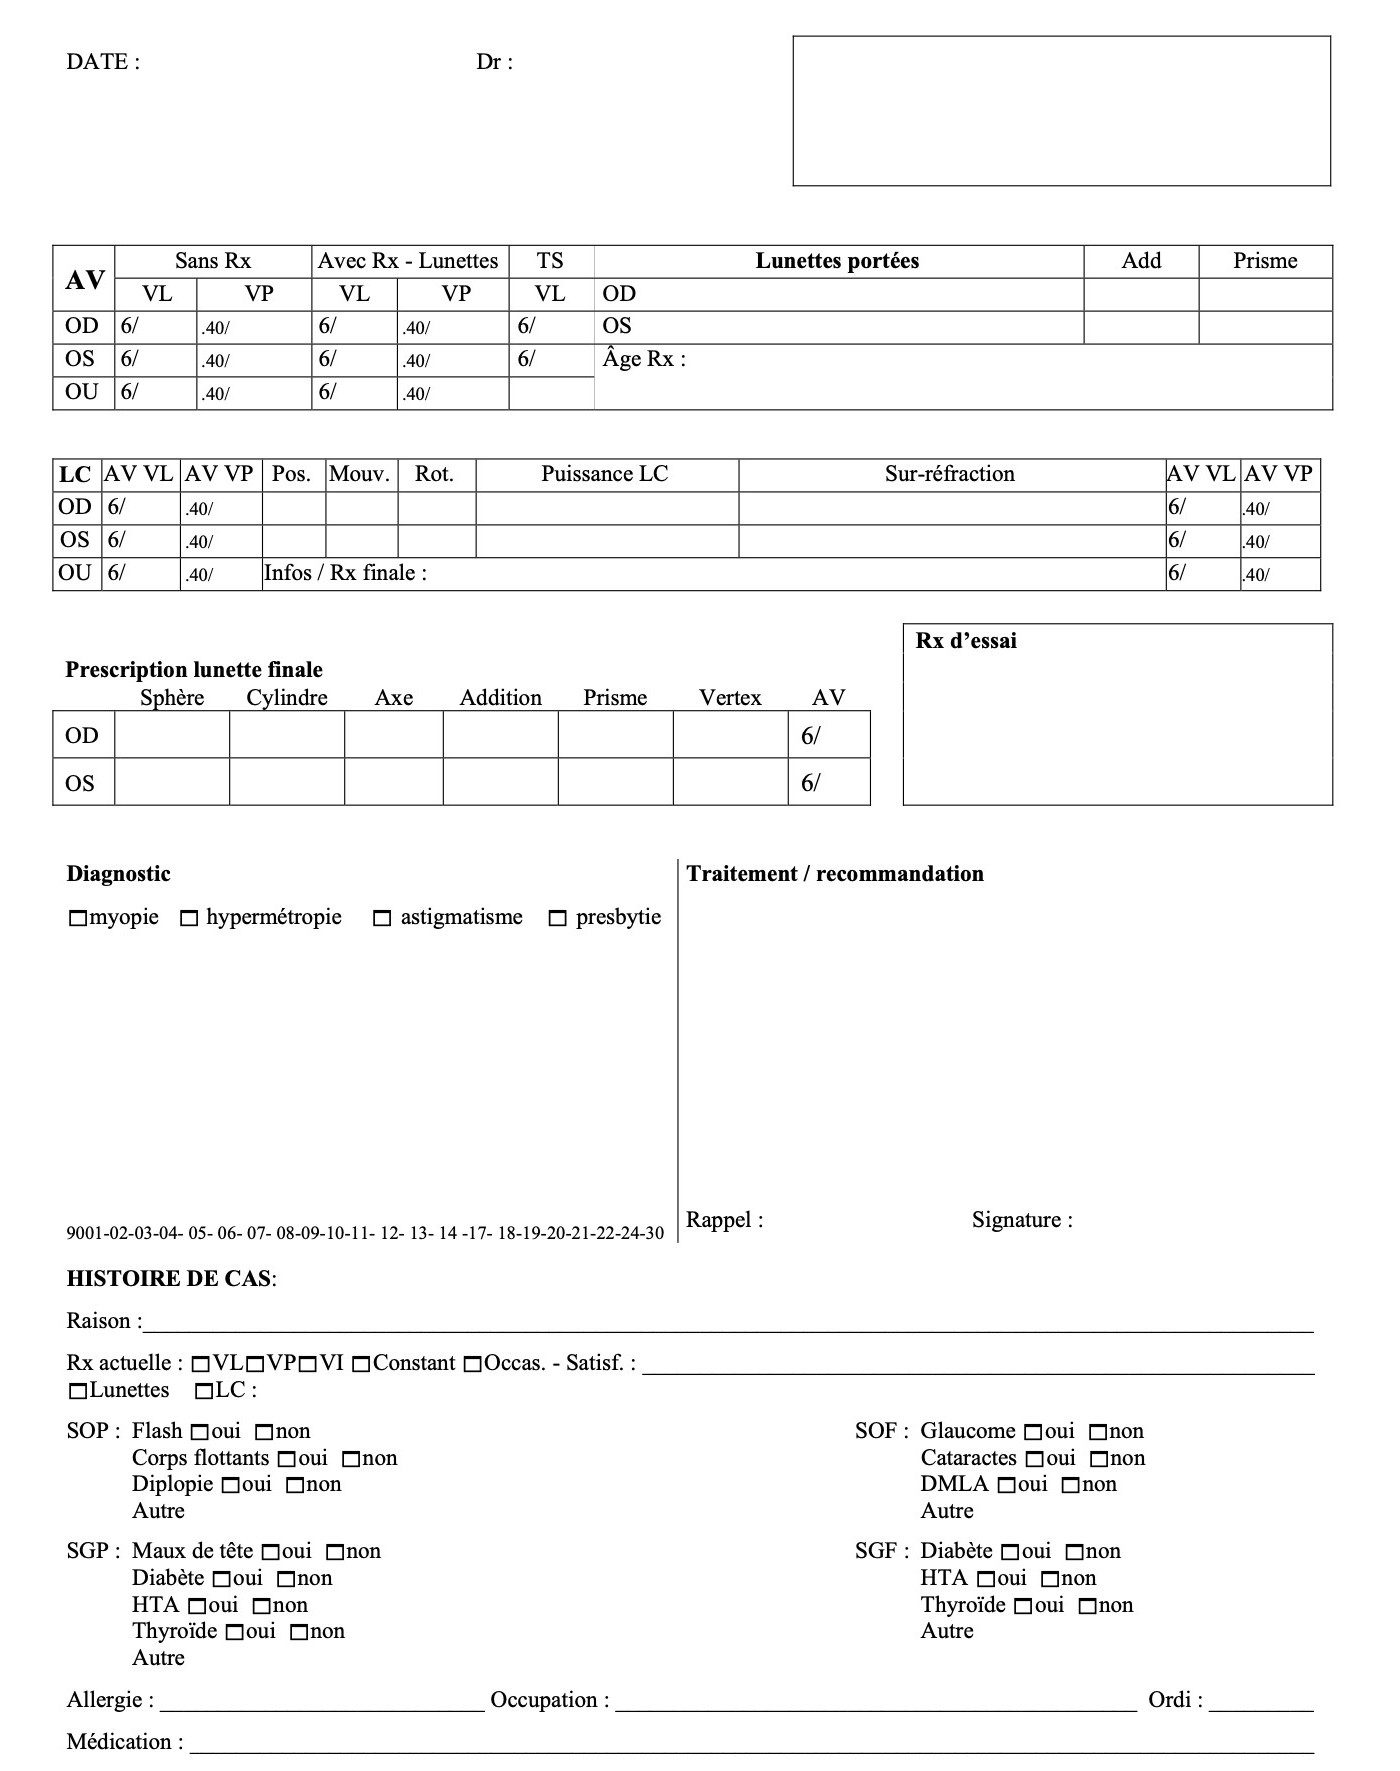 DATE : Dr :
AV Sans Rx Avec Rx - Lunettes TS Lunettes portées Add Prisme
VL VP VL VP VL OD
OD 6/ .40/ 6/ .40/ 6/ OS
OS 6/ .40/ 6/ .40/ 6/ Âge Rx :
OU 6/ .40/ 6/ .40/
LC AV VL AV VP Pos. Mouv. Rot. Puissance LC Sur-réfraction AV VL AV VP
OD 6/ .40/ 6/ .40/
OS 6/ .40/ 6/ .40/
OU 6/ .40/ Infos / Rx finale : 6/ .40/
Rx d’essai
Prescription lunette finale
Sphère Cylindre Axe Addition Prisme Vertex AV
OD 6/
OS 6/
Diagnostic
☐myopie ☐ hypermétropie ☐ astigmatisme ☐ presbytie
9001-02-03-04- 05- 06- 07- 08-09-10-11- 12- 13- 14 -17- 18-19-20-21-22-24-30
Traitement / recommandation
Rappel : Signature :
HISTOIRE DE CAS:
Raison :
Rx actuelle : ☐VL☐VP☐VI ☐Constant ☐Occas. - Satisf. :
☐Lunettes ☐LC :
SOP : Flash ☐oui ☐non
Corps flottants ☐oui ☐non
Diplopie ☐oui ☐non
Autre
SOF : Glaucome ☐oui ☐non
Cataractes ☐oui ☐non
DMLA ☐oui ☐non
Autre
SGP : Maux de tête ☐oui ☐non
Diabète ☐oui ☐non
HTA ☐oui ☐non
Thyroïde ☐oui ☐non
Autre
SGF : Diabète ☐oui ☐non
HTA ☐oui ☐non
Thyroïde ☐oui ☐non
Autre
Allergie : Occupation : Ordi :
Médication :